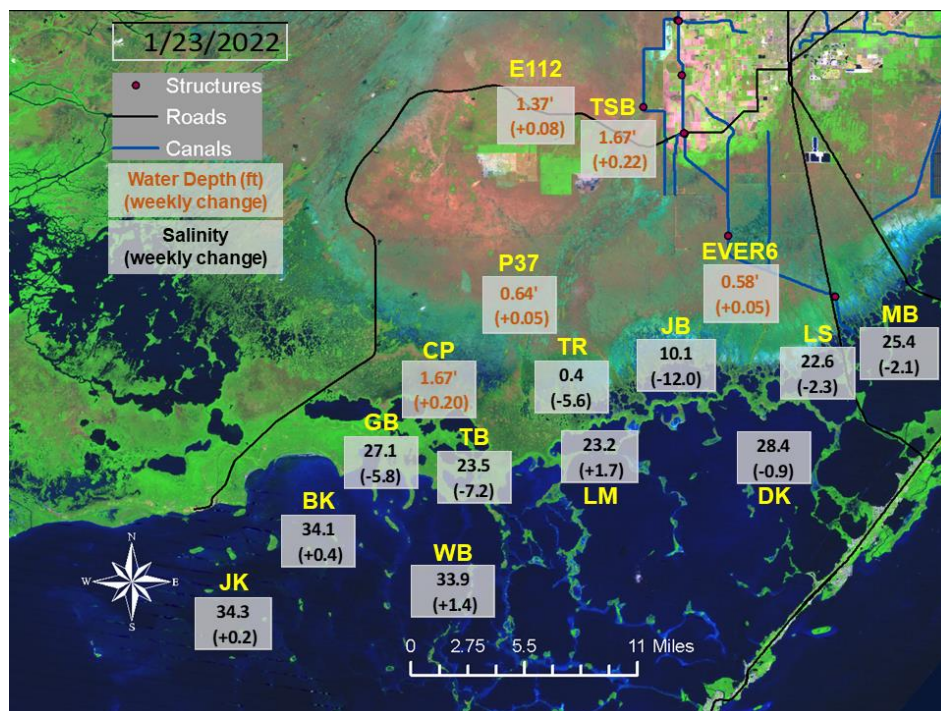 1/23/2022
Structures
Roads
Canals
Water Depth (ft)
(weekly change)
Salinity
(weekly change)
E112
1.37'
(+0.08)
TSB
1.67'
(+0.22)
P37
0.64'
(+0.05)
EVER6
0.58'
(+0.05)
CP
1.67'
(+0.20)
TR
0.4
(-5.6)
JB
10.1
(-12.0)
LS
22.6
(-2.3)
MB
25.4
(-2.1)
GB
27.1
(-5.8)
TB
23.5
(-7.2)
23.2
(+1.7)
LM
28.4
(-0.9)
DK
BK
34.1
(+0.4)
WB
33.9
(+1.4)
JK
34.3
(+0.2)
N
W E
S
0 2.75 5.5 11 Miles